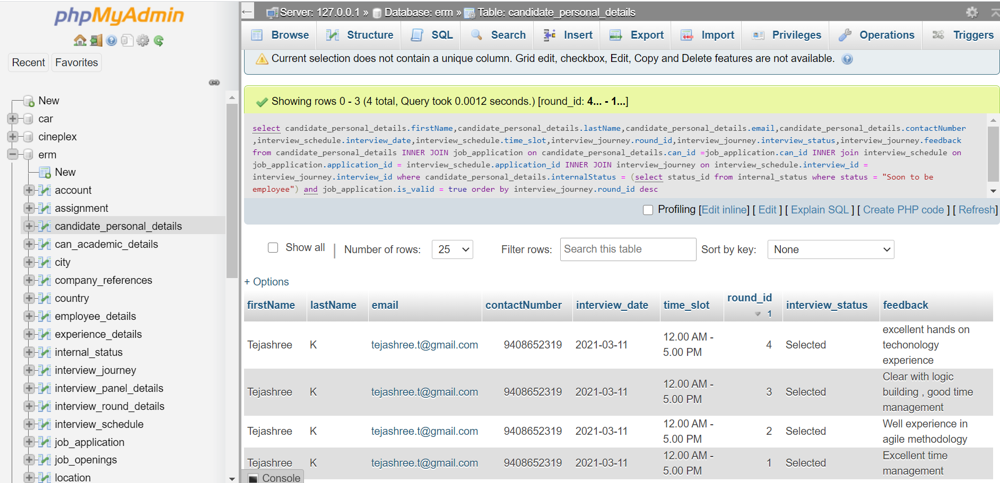 phpMyAdmin
Recent
Favorites
New
car
cineplex
erm
New
account
assignment
candidate_personal_details
can_academic_details
city
company_references
country
employee_details
experience_details
internal_status
interview_journey
interview_panel_details
interview_round_details
interview_schedule
job_application
job_openings
location
Server: 127.0.0.1 » Database: erm » Table: candidate_personal_details
Browse Structure SQL Search Insert Export Import Privileges Operations Triggers
Current selection does not contain a unique column. Grid edit, checkbox, Edit, Copy and Delete features are not available.
Showing rows 0 - 3 (4 total, Query took 0.0012 seconds.) [round_id: 4... - 1...]
select candidate_personal_details.firstName,candidate_personal_details.lastName,candidate_personal_details.email,candidate_personal_details.contactNumber
,interview_schedule.interview_date,interview_schedule.time_slot,interview_journey.round_id,interview_journey.interview_status,interview_journey.feedback
from candidate_personal_details INNER JOIN job_application on candidate_personal_details.can_id =job_application.can_id INNER join interview_schedule on
job_application.application_id = interview_schedule.application_id INNER JOIN interview_journey on interview_schedule.interview_id =
interview_journey.interview_id where candidate_personal_details.internalStatus = (select status_id from internal_status where status = "Soon to be
employee") and job_application.is_valid = true order by interview_journey.round_id desc
Profiling [Edit inline] [ Edit ] [ Explain SQL ] [ Create PHP code ] [ Refresh]
Show all
Number of rows: 25
Filter rows: Search this table
Sort by key: None
+ Options
firstName lastName email contactNumber interview_date time_slot round_id 1 interview_status feedback
Tejashree K tejashree.t@gmail.com 9408652319 2021-03-11 12.00 AM - 5.00 PM 4 Selected excellent hands on techonology experience
Tejashree K tejashree.t@gmail.com 9408652319 2021-03-11 12.00 AM - 5.00 PM 3 Selected Clear with logic building , good time management
Tejashree K tejashree.t@gmail.com 9408652319 2021-03-11 12.00 AM - 5.00 PM 2 Selected Well experience in agile methodology
Tejashree K tejashree.t@gmail.com 9408652319 2021-03-11 12.00 AM - 5.00 PM 1 Selected Excellent time management
Console